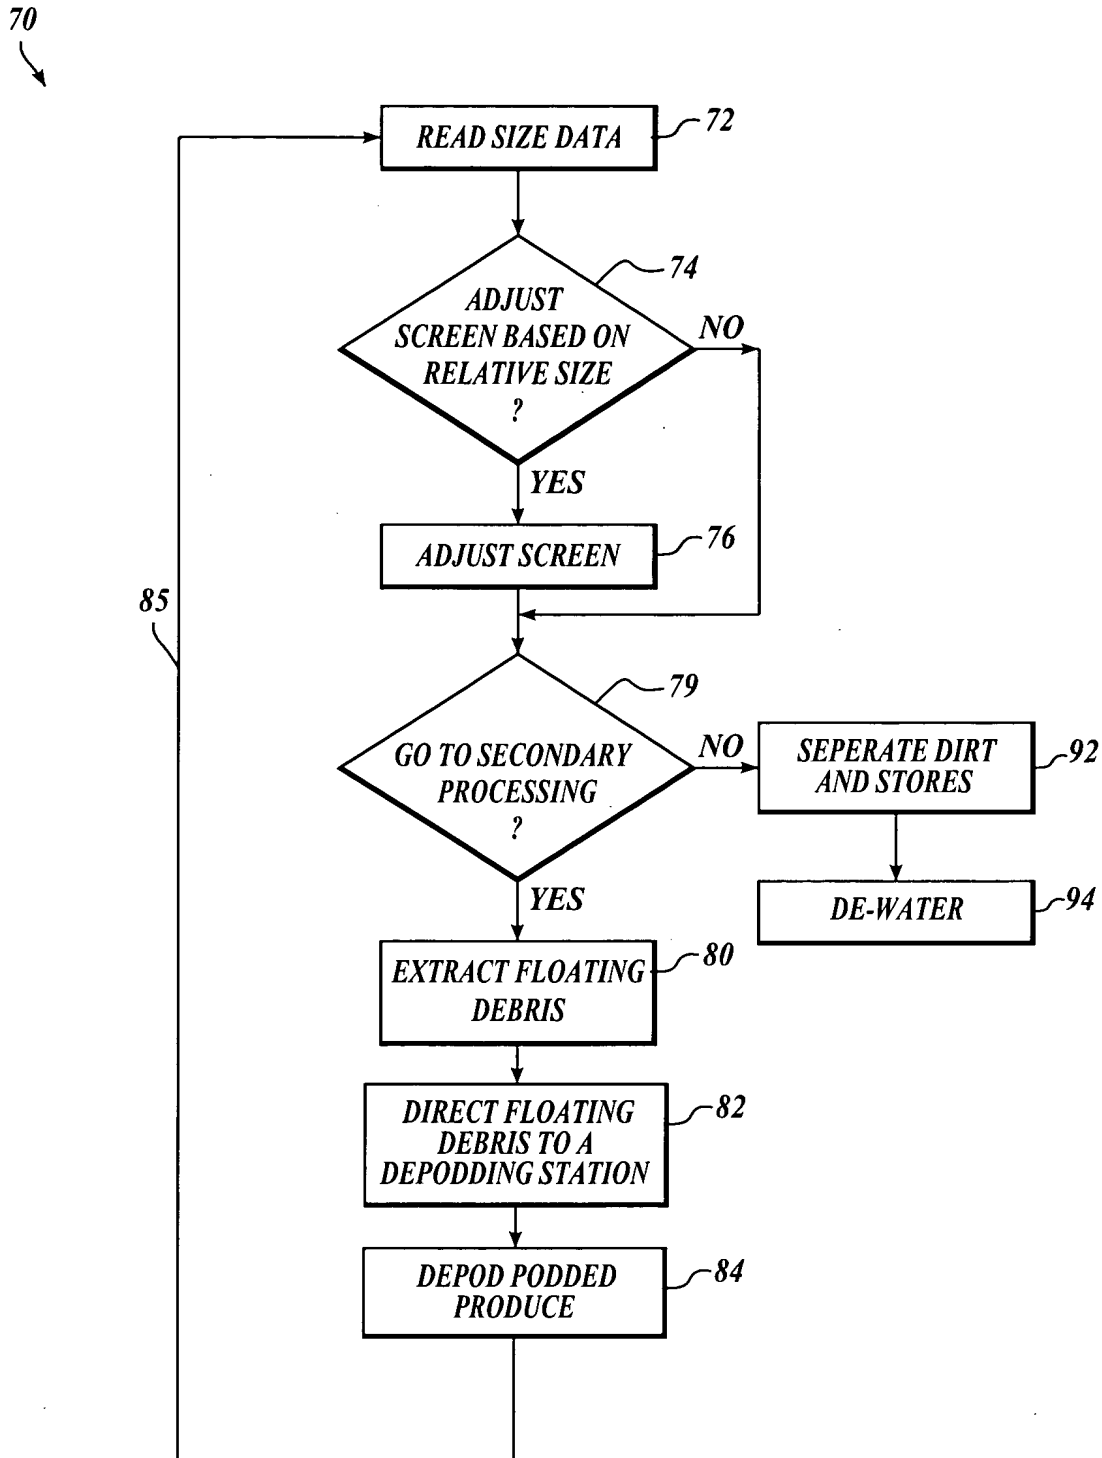 70
READ SIZE DATA
72
ADJUST
SCREEN BASED ON
RELATIVE SIZE
?
74
NO
YES
ADJUST SCREEN
76
85
GO TO SECONDARY
PROCESSING
?
79
NO
SEPERATE DIRT
AND STORES
92
DE-WATER
94
YES
EXTRACT FLOATING
DEBRIS
80
DIRECT FLOATING
DEBRIS TO A
DEPODDING STATION
82
DEPOD PODDED
PRODUCE
84